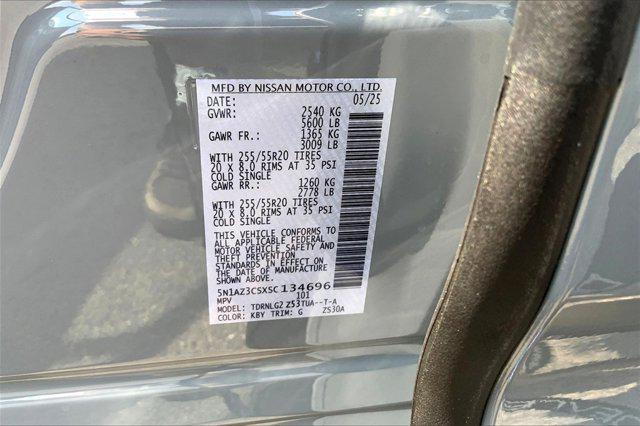 MFD BY NISSAN MOTOR CO., LTD.
DATE: 05/25
GVWR: 2540 KG
5600 LB
GAWR FR.: 1365 KG
3009 LB
WITH 255/55R20 TIRES
20 X 8.0 RIMS AT 35 PSI
COLD SINGLE
GAWR RR.: 1260 KG
2778 LB
WITH 255/55R20 TIRES
20 X 8.0 RIMS AT 35 PSI
COLD SINGLE
THIS VEHICLE CONFORMS TO
ALL APPLICABLE FEDERAL
MOTOR VEHICLE SAFETY AND
THEFT PREVENTION
STANDARDS IN EFFECT ON
THE DATE OF MANUFACTURE
SHOWN ABOVE.
5N1AZ3CSXSC134696
MPV 101
MODEL: TDRNLG2 Z53TUA--T-A
COLOR: KBY TRIM: G ZS30A